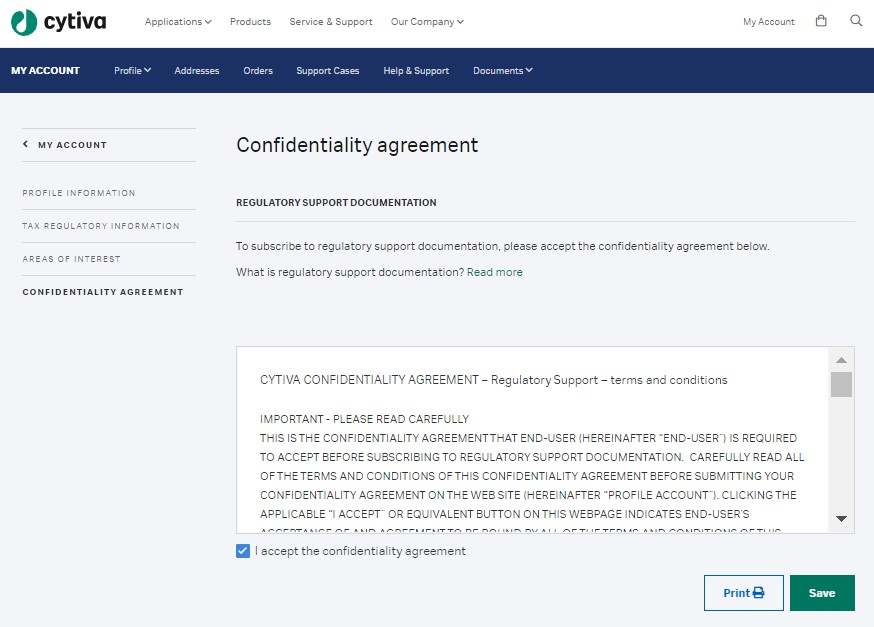 cytiva
Applications Products Service & Support Our Company My Account
MY ACCOUNT Profile Addresses Orders Support Cases Help & Support Documents
MY ACCOUNT
PROFILE INFORMATION
TAX REGULATORY INFORMATION
AREAS OF INTEREST
CONFIDENTIALITY AGREEMENT
Confidentiality agreement
REGULATORY SUPPORT DOCUMENTATION
To subscribe to regulatory support documentation, please accept the confidentiality agreement below.
What is regulatory support documentation? Read more
CYTIVA CONFIDENTIALITY AGREEMENT – Regulatory Support – terms and conditions
IMPORTANT - PLEASE READ CAREFULLY
THIS IS THE CONFIDENTIALITY AGREEMENT THAT END-USER (HEREINAFTER “END-USER”) IS REQUIRED
TO ACCEPT BEFORE SUBSCRIBING TO REGULATORY SUPPORT DOCUMENTATION. CAREFULLY READ ALL
OF THE TERMS AND CONDITIONS OF THIS CONFIDENTIALITY AGREEMENT BEFORE SUBMITTING YOUR
CONFIDENTIALITY AGREEMENT ON THE WEB SITE (HEREINAFTER “PROFILE ACCOUNT”). CLICKING THE
APPLICABLE “I ACCEPT” OR EQUIVALENT BUTTON ON THIS WEBPAGE INDICATES END-USER'S
ACCEPTANCE OF AND AGREEMENT TO BE BOUND BY ALL OF THE TERMS AND CONDITIONS OF THIS
I accept the confidentiality agreement
Print Save